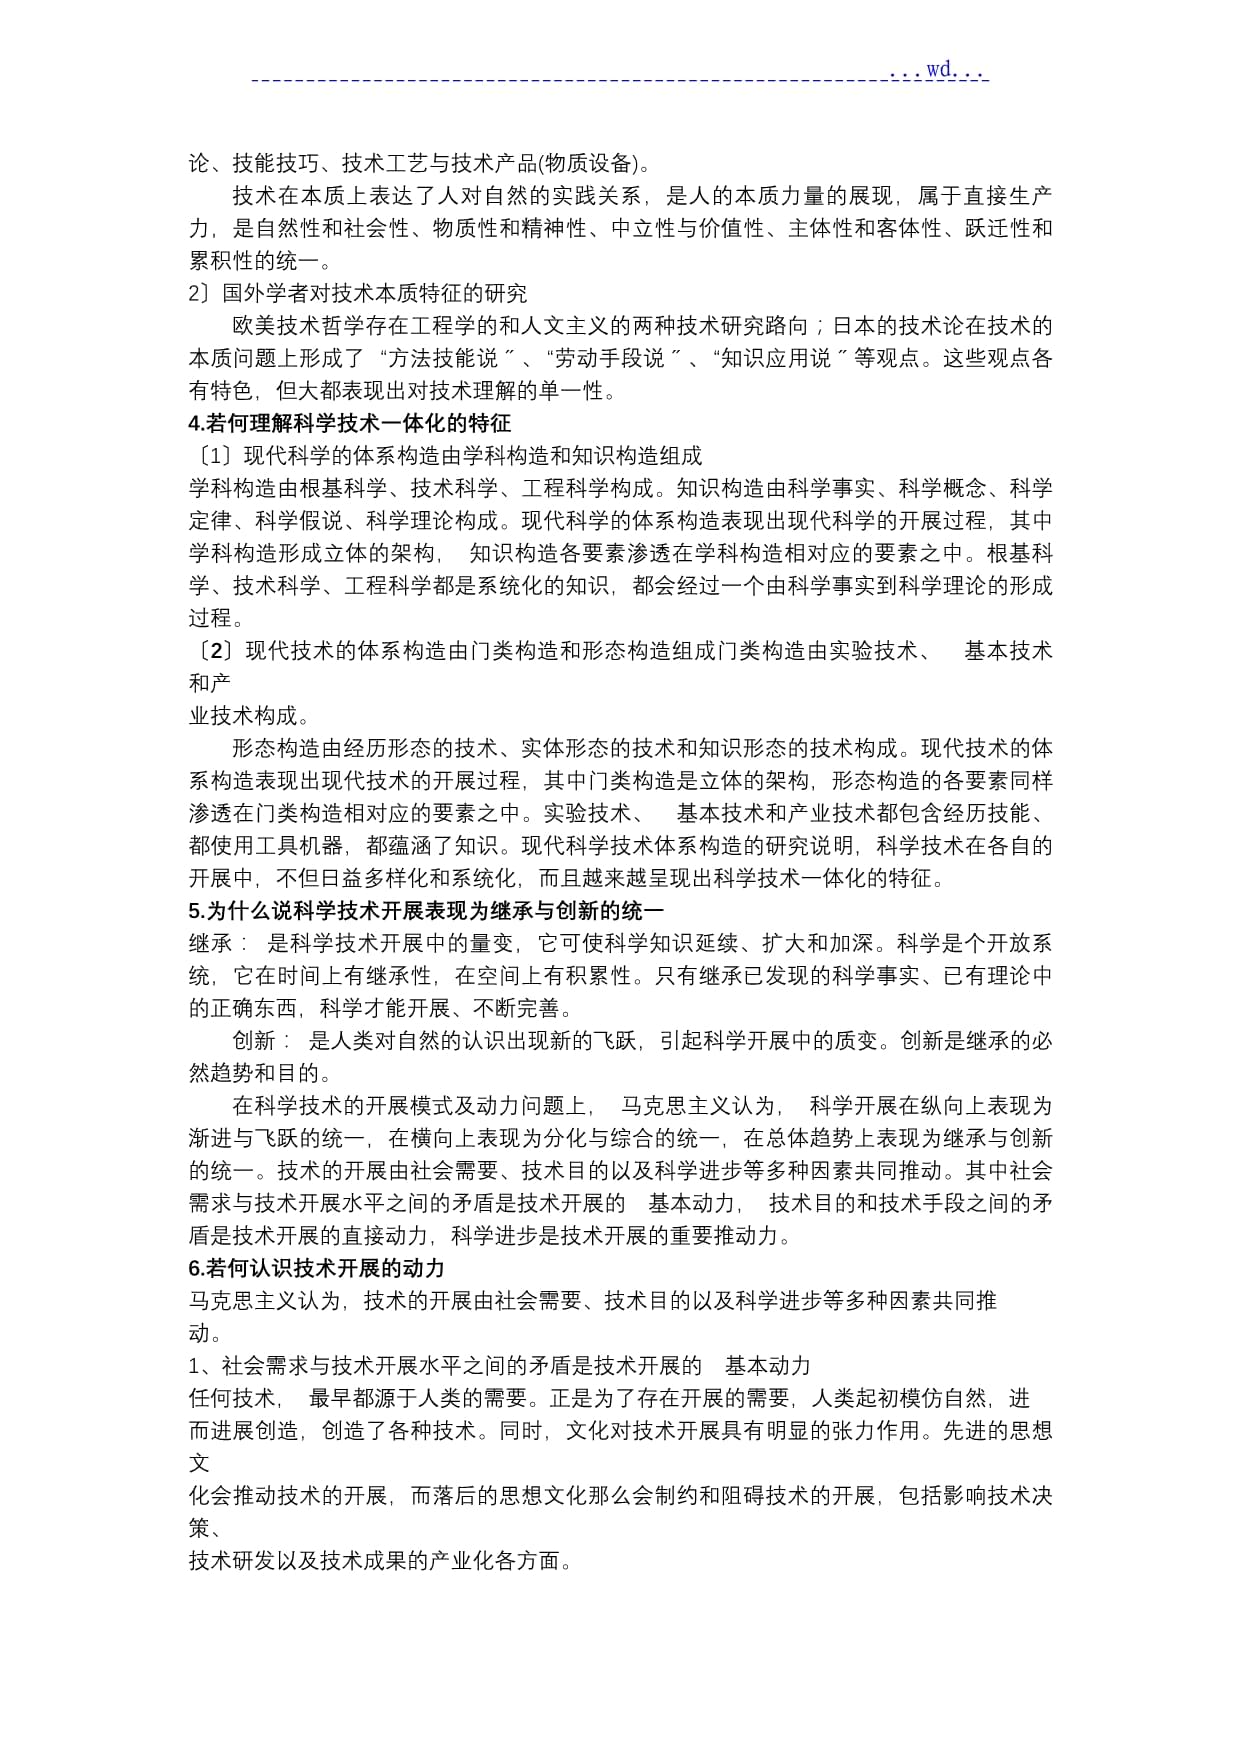 ...wd...
论、技能技巧、技术工艺与技术产品(物质设备)。
技术在本质上表达了人对自然的实践关系，是人的本质力量的展现，属于直接生产
力，是自然性和社会性、物质性和精神性、中立性与价值性、主体性和客体性、跃迁性和
累积性的统一。
2〕国外学者对技术本质特征的研究
欧美技术哲学存在工程学的和人文主义的两种技术研究路向；日本的技术论在技术的
本质问题上形成了 “方法技能说〞、“劳动手段说〞、“知识应用说〞等观点。这些观点各
有特色，但大都表现出对技术理解的单一性。
4.若何理解科学技术一体化的特征
〔1〕现代科学的体系构造由学科构造和知识构造组成
学科构造由根基科学、技术科学、工程科学构成。知识构造由科学事实、科学概念、科学
定律、科学假说、科学理论构成。现代科学的体系构造表现出现代科学的开展过程，其中
学科构造形成立体的架构， 知识构造各要素渗透在学科构造相对应的要素之中。根基科
学、技术科学、工程科学都是系统化的知识，都会经过一个由科学事实到科学理论的形成
过程。
〔2〕现代技术的体系构造由门类构造和形态构造组成门类构造由实验技术、 基本技术
和产
业技术构成。
形态构造由经历形态的技术、实体形态的技术和知识形态的技术构成。现代技术的体
系构造表现出现代技术的开展过程，其中门类构造是立体的架构，形态构造的各要素同样
渗透在门类构造相对应的要素之中。实验技术、 基本技术和产业技术都包含经历技能、
都使用工具机器，都蕴涵了知识。现代科学技术体系构造的研究说明，科学技术在各自的
开展中，不但日益多样化和系统化，而且越来越呈现出科学技术一体化的特征。
5.为什么说科学技术开展表现为继承与创新的统一
继承： 是科学技术开展中的量变，它可使科学知识延续、扩大和加深。科学是个开放系
统，它在时间上有继承性，在空间上有积累性。只有继承已发现的科学事实、已有理论中
的正确东西，科学才能开展、不断完善。
创新： 是人类对自然的认识出现新的飞跃，引起科学开展中的质变。创新是继承的必
然趋势和目的。
在科学技术的开展模式及动力问题上， 马克思主义认为， 科学开展在纵向上表现为
渐进与飞跃的统一，在横向上表现为分化与综合的统一，在总体趋势上表现为继承与创新
的统一。技术的开展由社会需要、技术目的以及科学进步等多种因素共同推动。其中社会
需求与技术开展水平之间的矛盾是技术开展的 基本动力， 技术目的和技术手段之间的矛
盾是技术开展的直接动力，科学进步是技术开展的重要推动力。
6.若何认识技术开展的动力
马克思主义认为，技术的开展由社会需要、技术目的以及科学进步等多种因素共同推
动。
1、社会需求与技术开展水平之间的矛盾是技术开展的 基本动力
任何技术， 最早都源于人类的需要。正是为了存在开展的需要，人类起初模仿自然，进
而进展创造，创造了各种技术。同时，文化对技术开展具有明显的张力作用。先进的思想
文
化会推动技术的开展，而落后的思想文化那么会制约和阻碍技术的开展，包括影响技术决
策、
技术研发以及技术成果的产业化各方面。